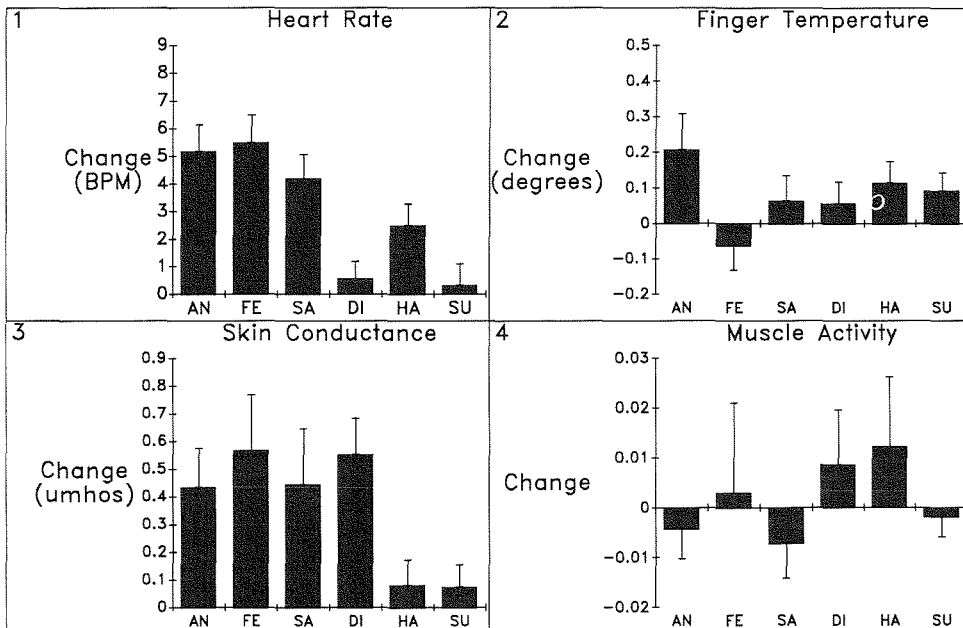 1
Heart Rate
9
8
7
6
5
4
3
2
1
0
Change
(BPM)
AN FE SA DI HA SU
2
Finger Temperature
0.5
0.4
0.3
0.2
0.1
0
-0.1
-0.2
Change
(degrees)
AN FE SA DI HA SU
3
Skin Conductance
0.9
0.8
0.7
0.6
0.5
0.4
0.3
0.2
0.1
0
Change
(umhos)
AN FE SA DI HA SU
4
Muscle Activity
0.03
0.02
0.01
0
-0.01
-0.02
Change
AN FE SA DI HA SU